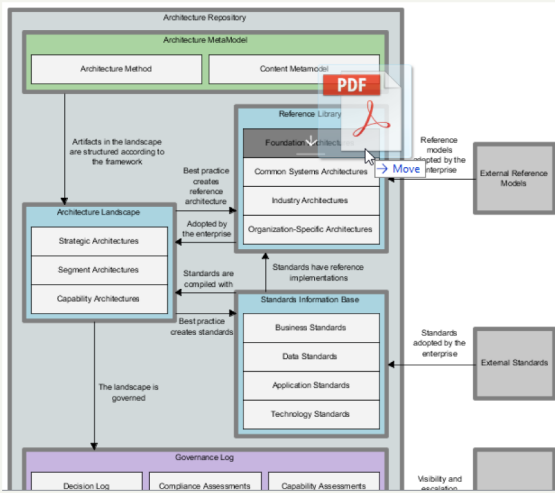 Architecture Repository
Architecture MetaModel
Architecture Method
Content Metamodel
PDF
Reference Library
Foundation Architectures
Common Systems Architectures
Industry Architectures
Organization-Specific Architectures
Move
Artifacts in the landscape
are structured according to
the framework
Best practice
creates
reference
architecture
Adopted by
the enterprise
Reference
models
adopted by the
enterprise
External Reference
Models
Architecture Landscape
Strategic Architectures
Segment Architectures
Capability Architectures
Standards are
compiled with
Standards have reference
implementations
Best practice
creates standards
Standards Information Base
Business Standards
Data Standards
Application Standards
Technology Standards
Standards
adopted by the
enterprise
External Standards
The landscape is
governed
Governance Log
Decision Log
Compliance Assessments
Capability Assessments
Visibility and
escalation